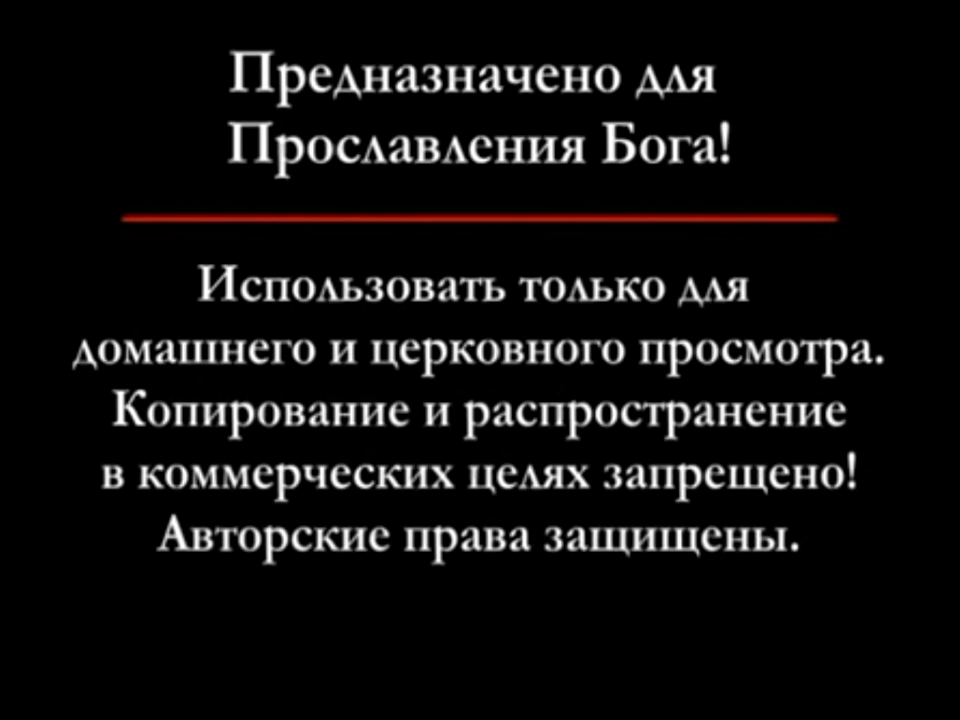 Предназначено для
Прославления Бога!
Использовать только для
домашнего и церковного просмотра.
Копирование и распространение
в коммерческих целях запрещено!
Авторские права защищены.